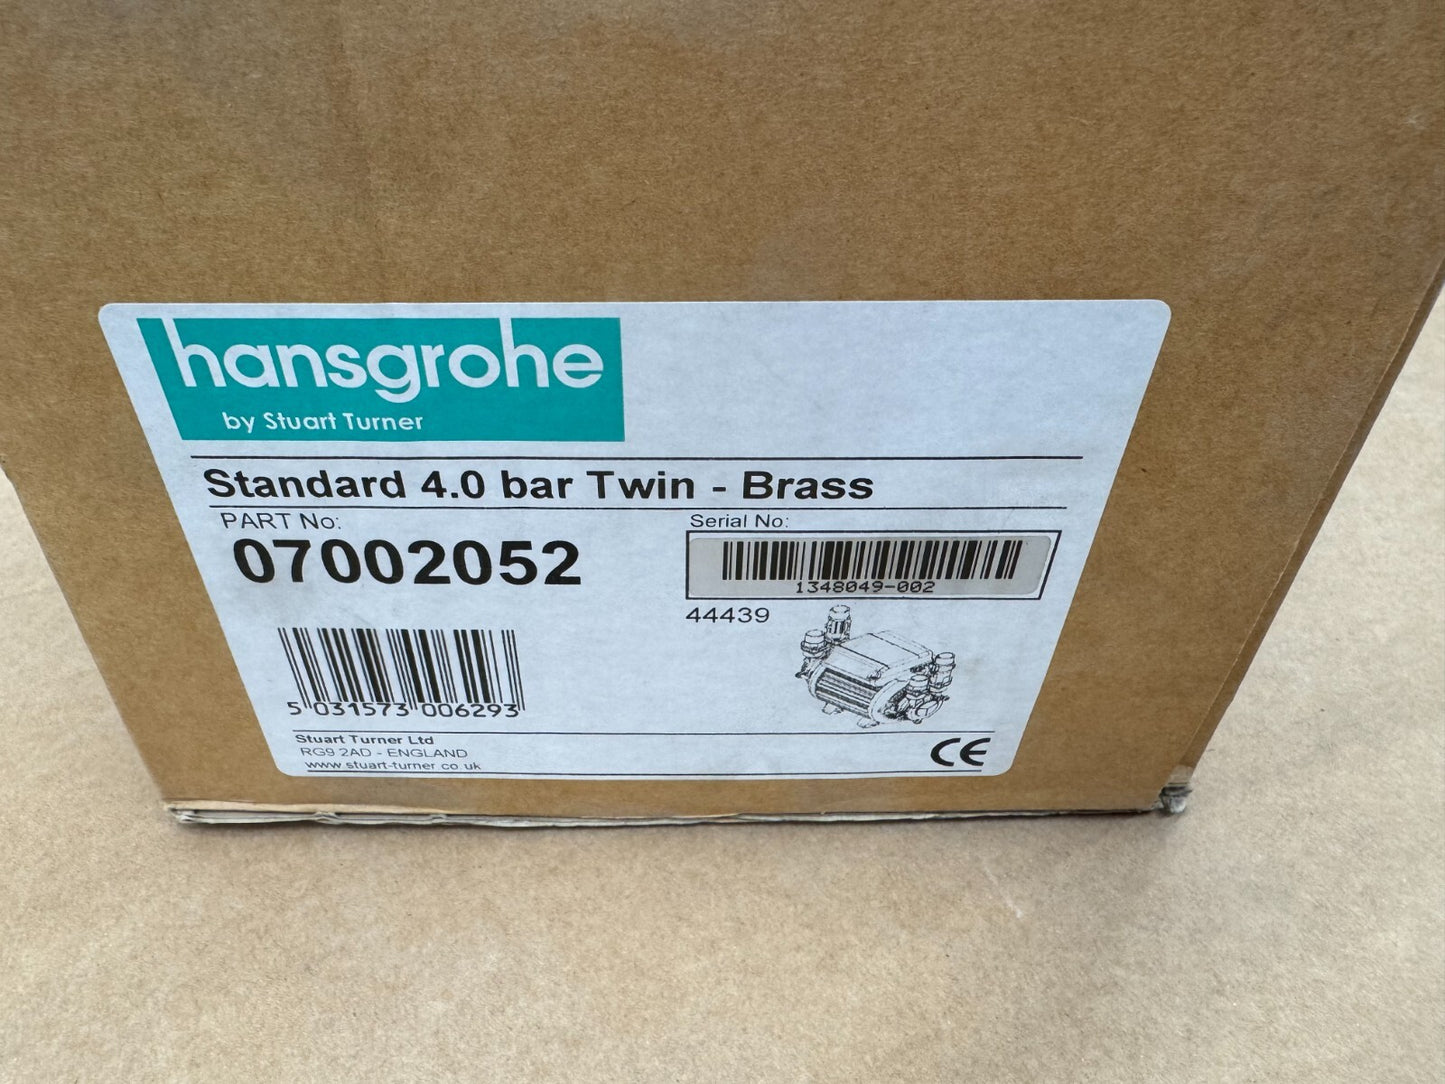 hansgrohe
by Stuart Turner
Standard 4.0 bar Twin - Brass
PART No:
07002052
Serial No:
1348049-002
44439
5 031573 006293
Stuart Turner Ltd
RG9 2AD - ENGLAND
www.stuart-turner.co.uk
CE